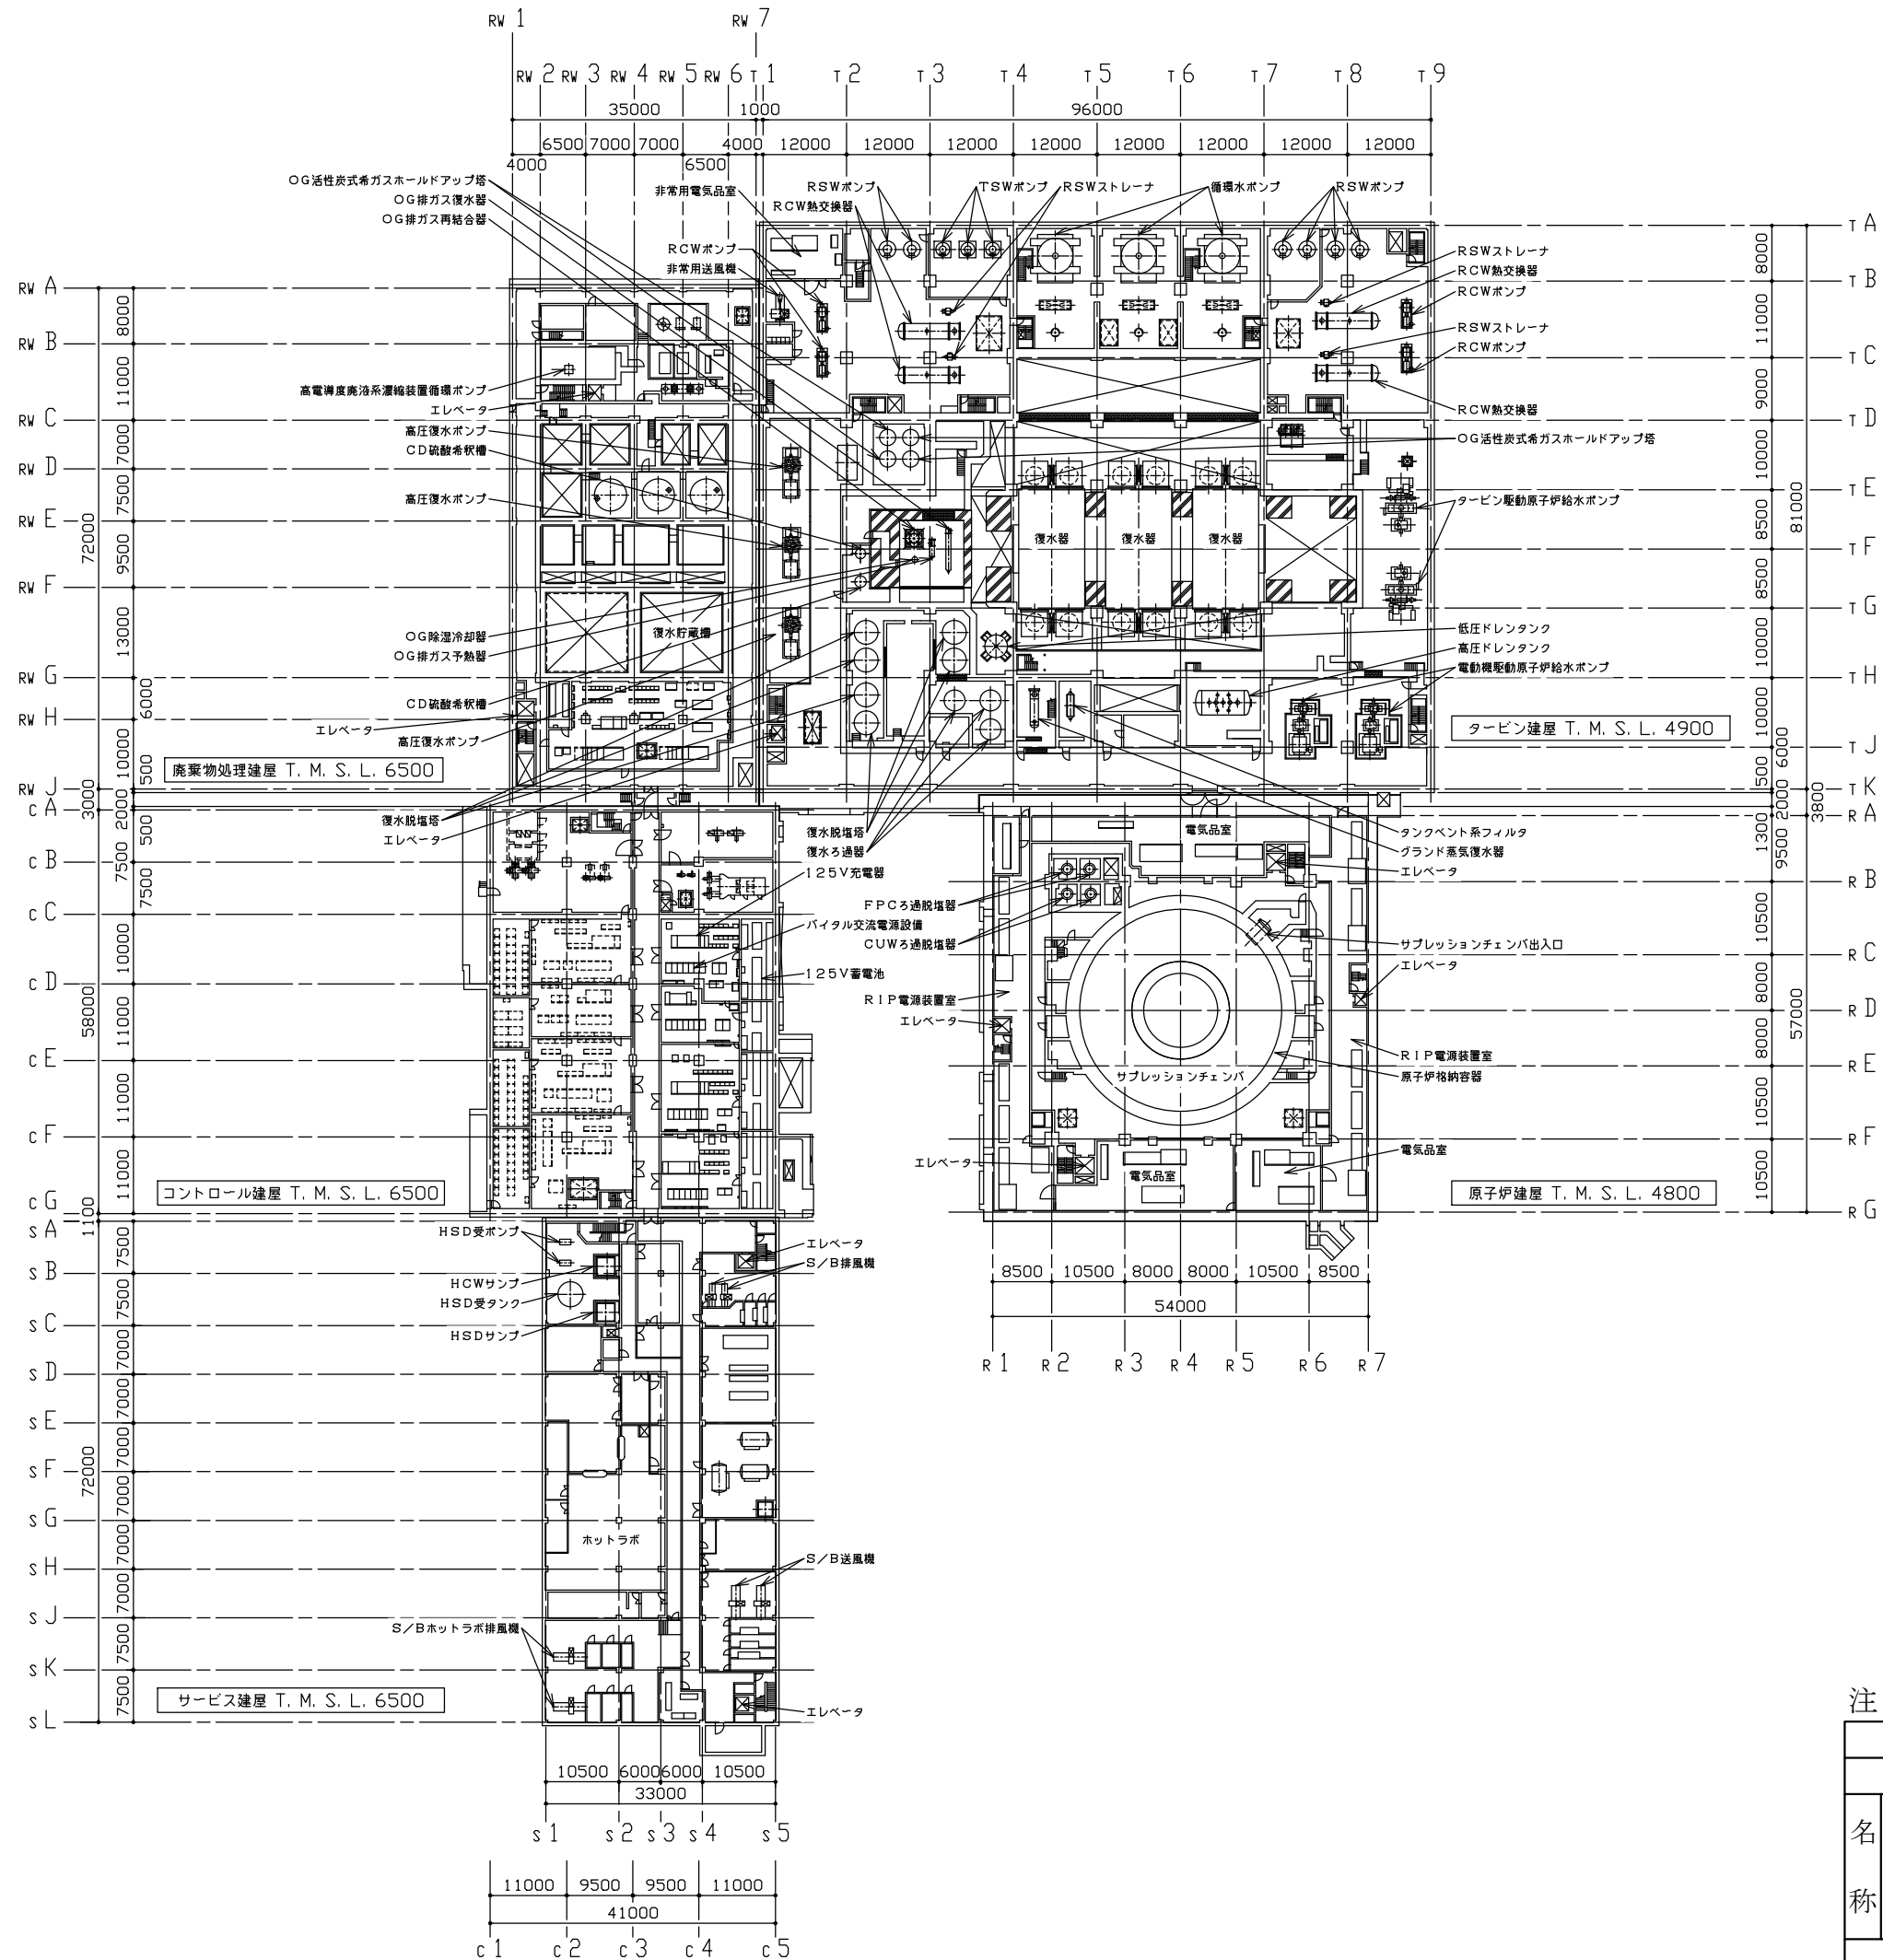 RW 1
RW 7
RW 2 RW 3 RW 4 RW 5 RW 6 T 1 T 2 T 3 T 4 T 5 T 6 T 7 T 8 T 9
35000 1000 96000
4000 6500 7000 7000 6500 4000 12000 12000 12000 12000 12000 12000 12000 12000
OG活性炭式希ガスホールドアップ塔
OG排ガス復水器
OG排ガス再結合器
非常用電気品室
RSWポンプ
RCW熱交換器
TSWポンプ
RSWストレーナ
循環水ポンプ
RSWポンプ
RCWポンプ
非常用送風機
RSWストレーナ
RCW熱交換器
RCWポンプ
RSWストレーナ
RCWポンプ
RCW熱交換器
高電導度廃液系濃縮装置循環ポンプ
エレベータ
高圧復水ポンプ
CD硫酸希釈槽
高圧復水ポンプ
OG活性炭式希ガスホールドアップ塔
タービン駆動原子炉給水ポンプ
復水器
復水器
復水器
OG除湿冷却器
OG排ガス予熱器
復水貯蔵槽
CD硫酸希釈槽
エレベータ
高圧復水ポンプ
低圧ドレンタンク
高圧ドレンタンク
電動機駆動原子炉給水ポンプ
タービン建屋 T. M. S. L. 4900
廃棄物処理建屋 T. M. S. L. 6500
復水脱塩塔
エレベータ
復水脱塩塔
復水ろ過器
タンクベント系フィルタ
グランド蒸気復水器
RW A
RW B
RW C
RW D
RW E
RW F
RW G
RW H
RW J
8000
11000
7000
7500
9500
13000
6000
10000
500
72000
3000
2000
T A
T B
T C
T D
T E
T F
T G
T H
T J
T K
8000
11000
9000
10000
8500
8500
10000
10000
6000
500
81000
2000
3800
1300
C A
C B
C C
C D
C E
C F
C G
500
7500
7500
10000
11000
11000
11000
58000
1100
125V充電器
バイタル交流電源設備
125V蓄電池
コントロール建屋 T. M. S. L. 6500
電気品室
エレベータ
FPCろ過脱塩器
CUWろ過脱塩器
サプレッションチェンバ出入口
エレベータ
RIP電源装置室
エレベータ
RIP電源装置室
原子炉格納容器
サプレッションチェンバ
エレベータ
電気品室
電気品室
原子炉建屋 T. M. S. L. 4800
R A
R B
R C
R D
R E
R F
R G
9500
10500
8000
8000
10500
10500
57000
8500 10500 8000 8000 10500 8500
54000
R 1 R 2 R 3 R 4 R 5 R 6 R 7
HSD受ポンプ
HCWサンプ
HSD受タンク
HSDサンプ
エレベータ
S/B排風機
ホットラボ
S/B送風機
S/Bホットラボ排風機
エレベータ
サービス建屋 T. M. S. L. 6500
S A
S B
S C
S D
S E
S F
S G
S H
S J
S K
S L
7500
7500
7000
7000
7000
7000
7000
7000
7500
7500
72000
10500 6000 6000 10500
33000
S 1 S 2 S 3 S 4 S 5
11000 9500 9500 11000
41000
C 1 C 2 C 3 C 4 C 5
注
名
称